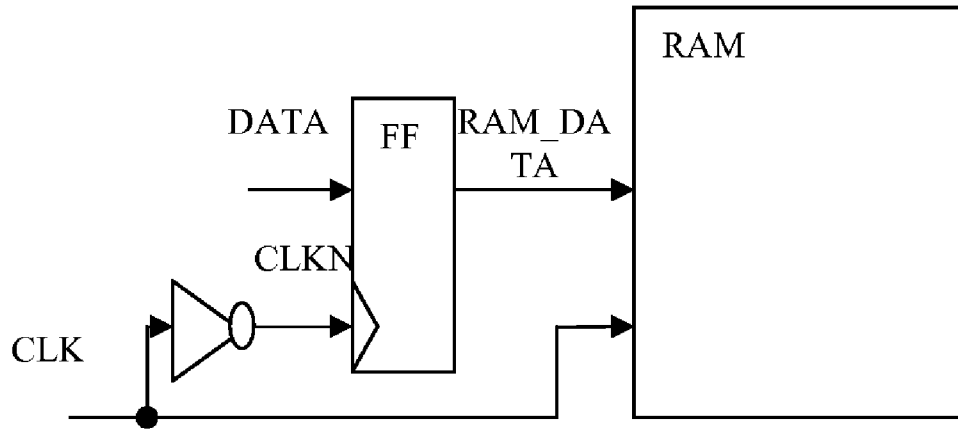 RAM
DATA
FF
RAM_DA
TA
CLKN
CLK